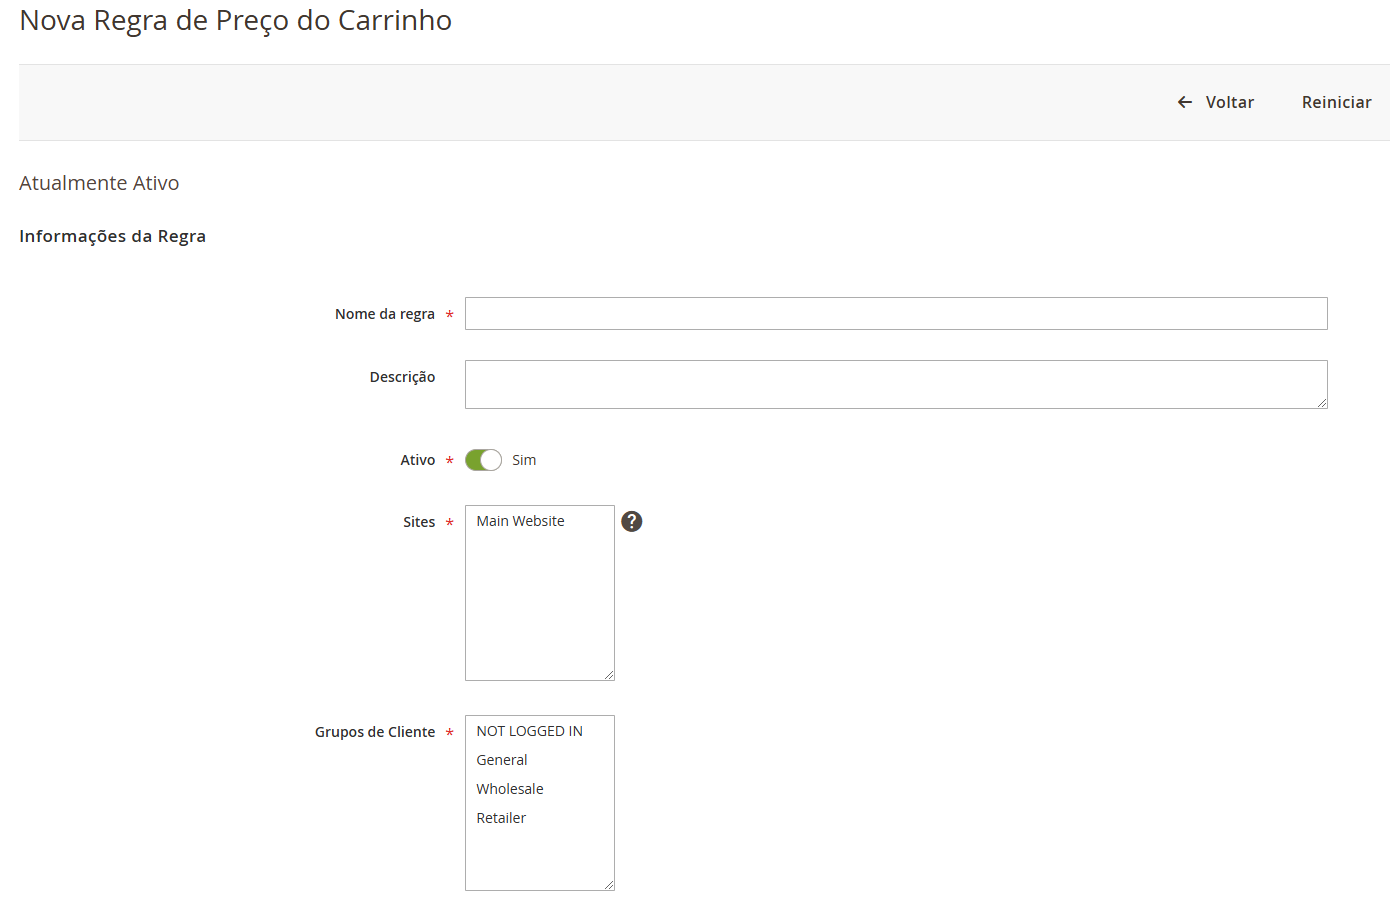 Nova Regra de Preço do Carrinho
← Voltar Reiniciar
Atualmente Ativo
Informações da Regra
Nome da regra *
Descrição
Ativo * Sim
Sites * Main Website ?
Grupos de Cliente * NOT LOGGED IN
General
Wholesale
Retailer